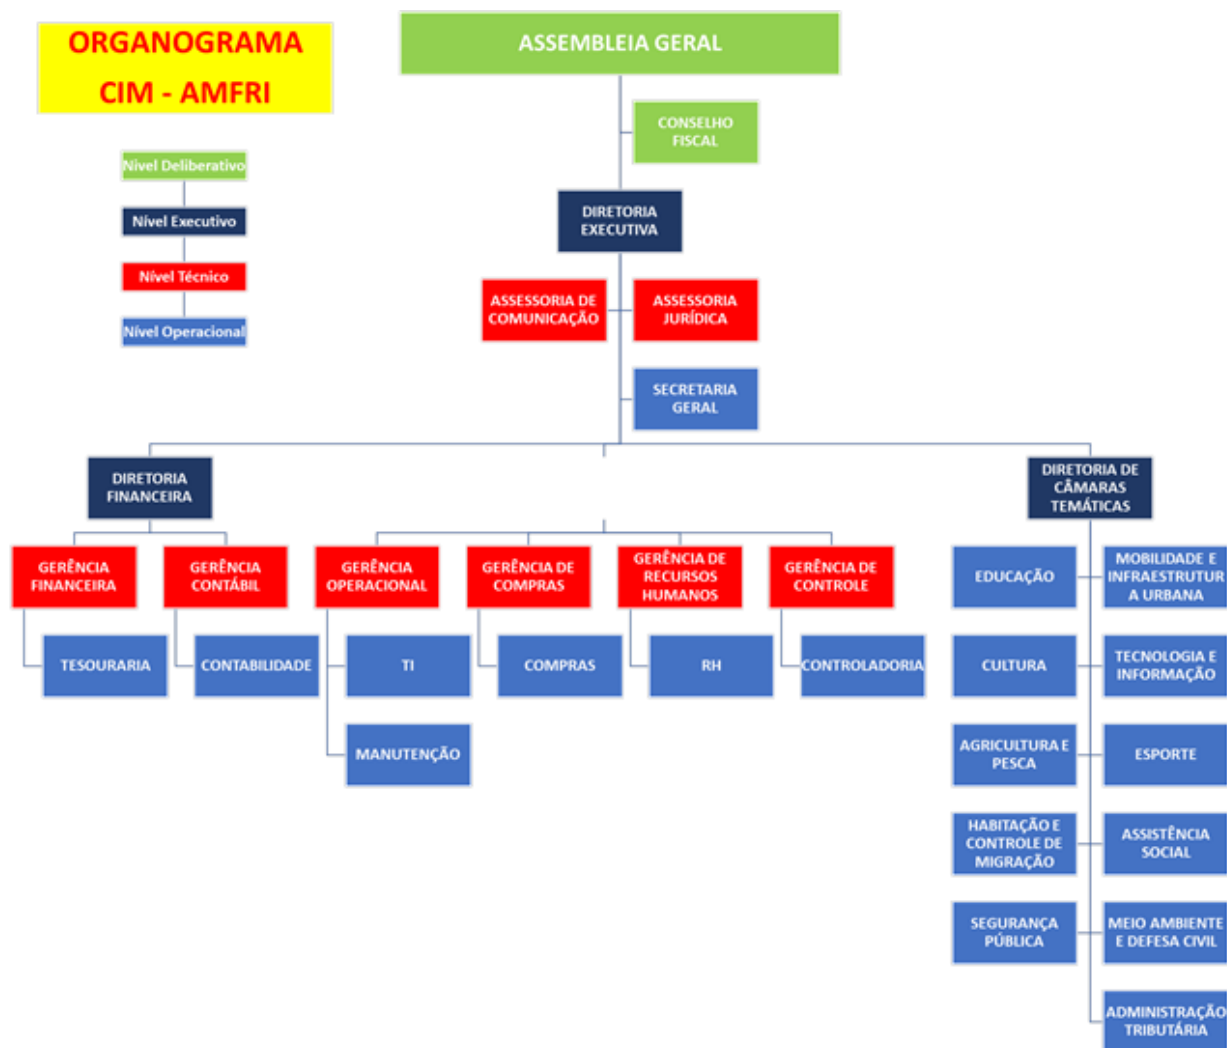 ORGANOGRAMA
CIM - AMFRI
ASSEMBLEIA GERAL
CONSELHO
FISCAL
Nível Deliberativo
Nível Executivo
Nível Técnico
Nível Operacional
DIRETORIA
EXECUTIVA
ASSESSORIA DE
COMUNICAÇÃO
ASSESSORIA
JURÍDICA
SECRETARIA
GERAL
DIRETORIA
FINANCEIRA
DIRETORIA DE
CÂMARAS
TEMÁTICAS
GERÊNCIA
FINANCEIRA
GERÊNCIA
CONTÁBIL
GERÊNCIA
OPERACIONAL
GERÊNCIA DE
COMPRAS
GERÊNCIA DE
RECURSOS
HUMANOS
GERÊNCIA DE
CONTROLE
TESOURARIA
CONTABILIDADE
TI
COMPRAS
RH
CONTROLADORIA
MANUTENÇÃO
EDUCAÇÃO
MOBILIDADE E
INFRAESTRUTUR
A URBANA
CULTURA
TECNOLOGIA E
INFORMAÇÃO
AGRICULTURA E
PESCA
ESPORTE
HABITAÇÃO E
CONTROLE DE
MIGRAÇÃO
ASSISTÊNCIA
SOCIAL
SEGURANÇA
PÚBLICA
MEIO AMBIENTE
E DEFESA CIVIL
ADMINISTRAÇÃO
TRIBUTÁRIA